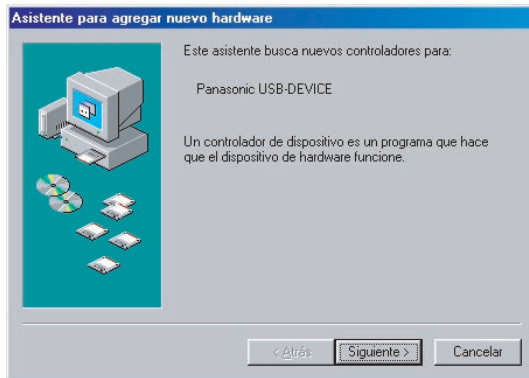 Asistente para agregar nuevo hardware
Este asistente busca nuevos controladores para:
Panasonic USB-DEVICE
Un controlador de dispositivo es un programa que hace
que el dispositivo de hardware funcione.
< Atrás
Siguiente >
Cancelar